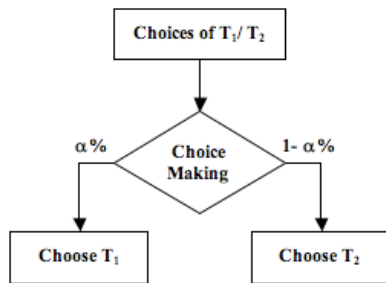 Choices of T₁/ T₂
α%
1- α%
Choice
Making
Choose T₁
Choose T₂